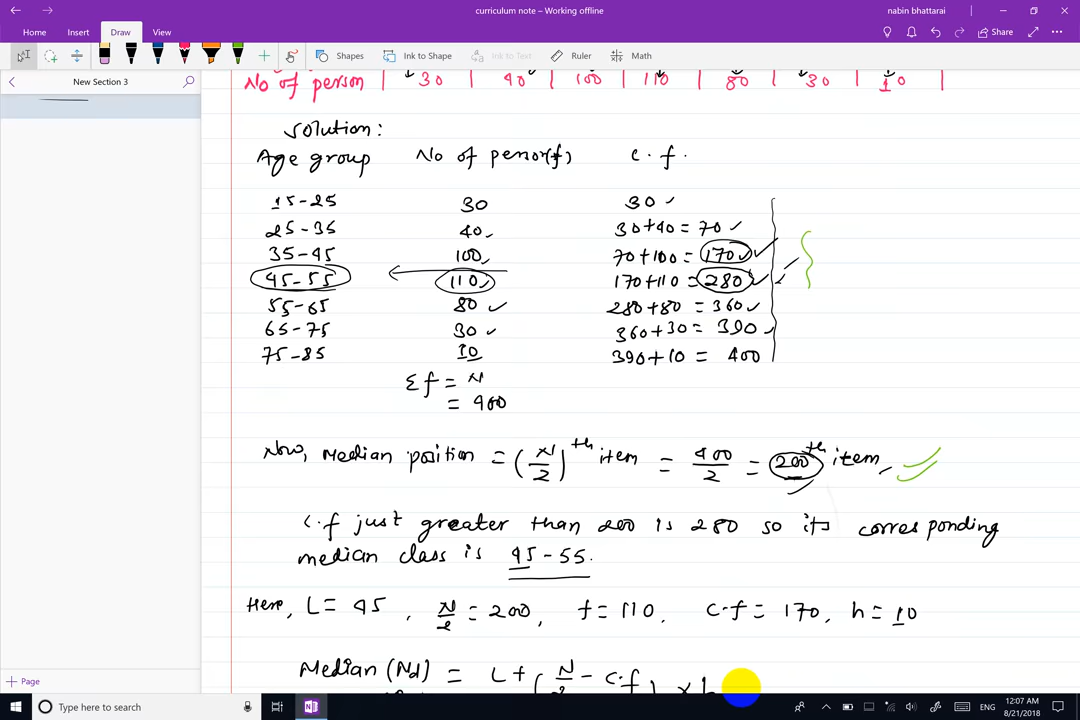 curriculum note – Working offline
nabin bhattarai
Home Insert Draw View
Share
Shapes Ink to Shape Ink to Text Ruler Math
New Section 3
No of person | 30 | 40 | 100 | 110 | 80 | 30 | 10 |
Solution:
Age group No of person(f) c.f.
15-25 30 30
25-35 40 30+40 = 70
35-45 100 70+100 = 170
45-55 110 170+110 = 280
55-65 80 280+80 = 360
65-75 30 360+30 = 390
75-85 10 390+10 = 400
Σf = N
= 400
Now, Median position = (N/2)th item = 400/2 = 200th item
C.f just greater than 200 is 280 so its corresponding
median class is 45-55.
Here, L = 45, N/2 = 200, f = 110, c.f = 170, h = 10
Median (Md) = L + (N/2 - c.f) × h
+ Page
Type here to search
ENG
12:07 AM
8/21/2018